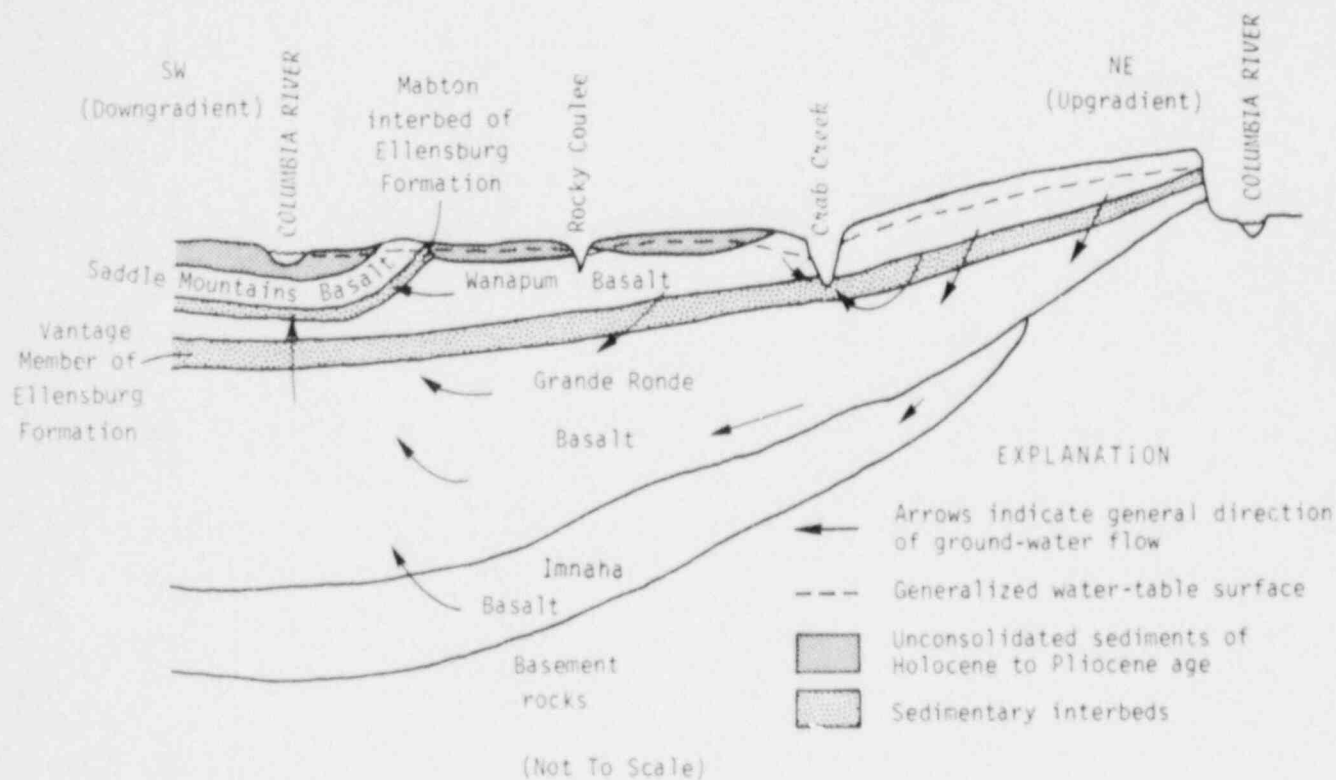 SW
(Downgradient)
COLUMBIA RIVER
Mabton
interbed of
Ellensburg
Formation
Rocky Coulee
Crab Creek
NE
(Upgradient)
COLUMBIA RIVER
Saddle Mountains Basalt
Wanapum Basalt
Vantage
Member of
Ellensburg
Formation
Grande Ronde
Basalt
Imnaha
Basalt
Basement
rocks
EXPLANATION
Arrows indicate general direction
of ground-water flow
Generalized water-table surface
Unconsolidated sediments of
Holocene to Pliocene age
Sedimentary interbeds
(Not To Scale)